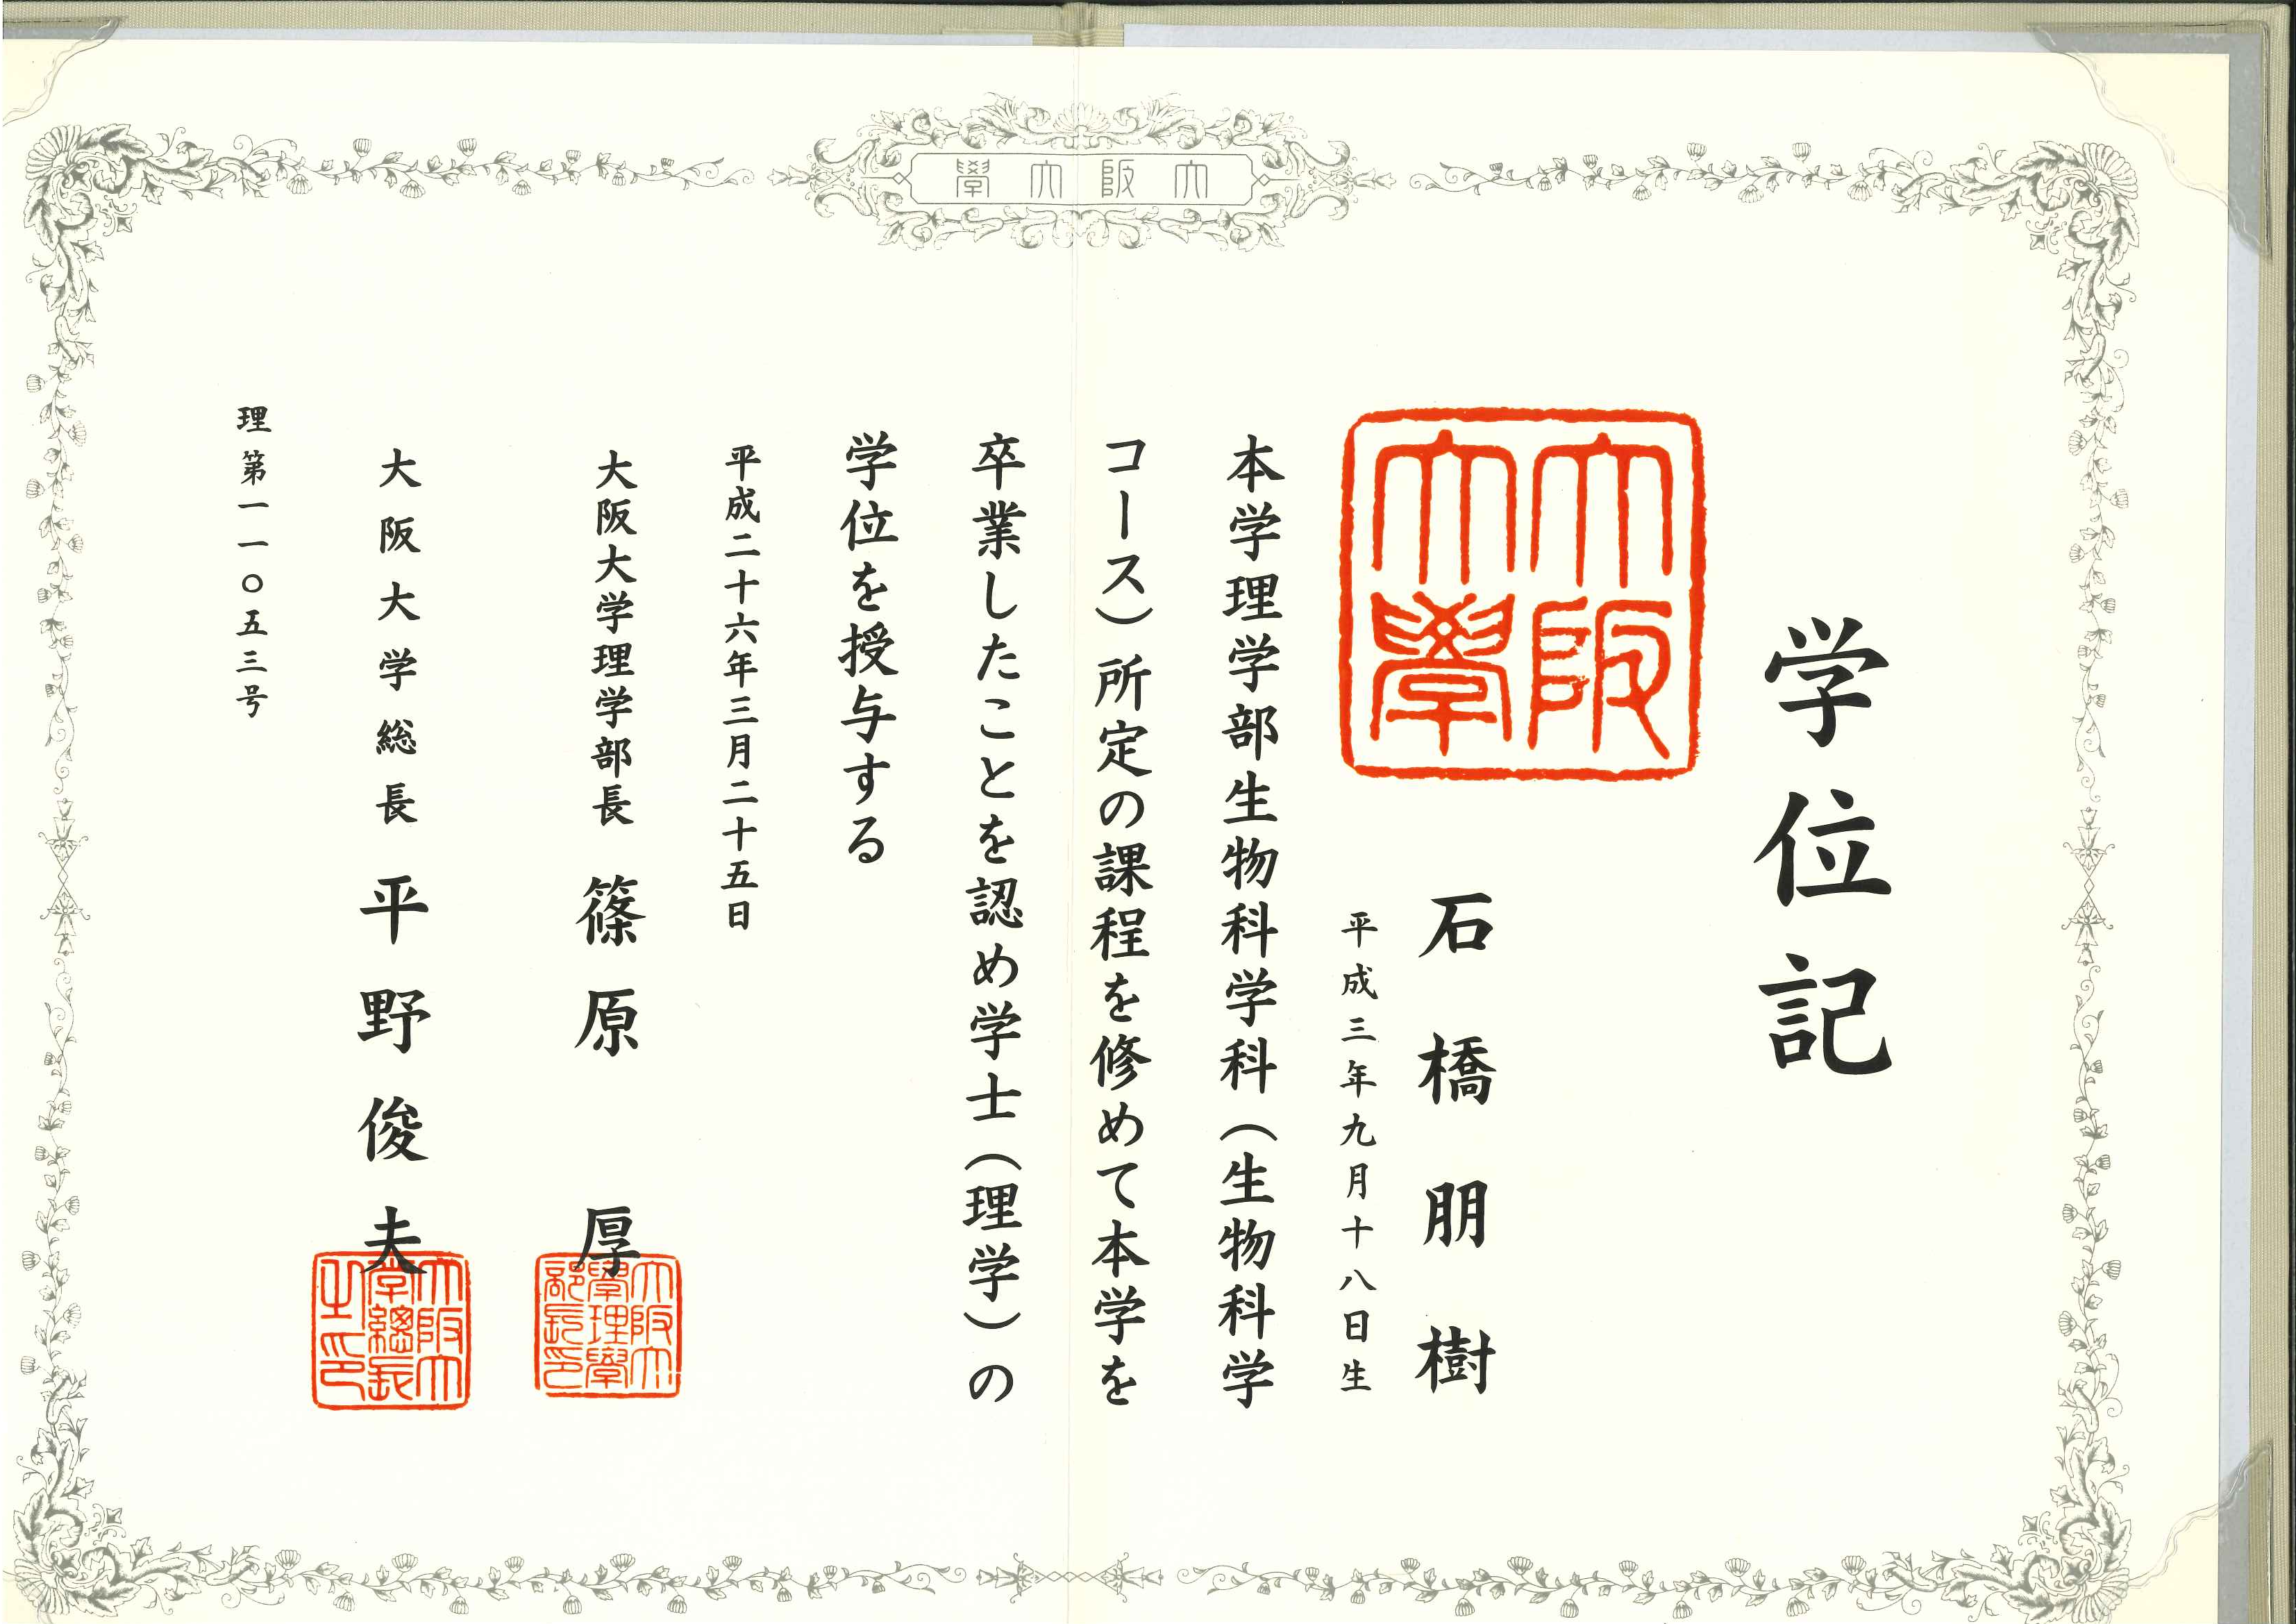 大阪大學
学位記
大阪大學
石橋朋樹
平成三年九月十八日生
本学理学部生物科学科（生物科学
コース）所定の課程を修めて本学を
卒業したことを認め学士（理学）の
学位を授与する
平成二十六年三月二十五日
大阪大学理学部長 篠原 厚
大阪大學理學部長印
大阪大学総長 平野俊夫
大阪大学總長之印
理第一一〇五三号